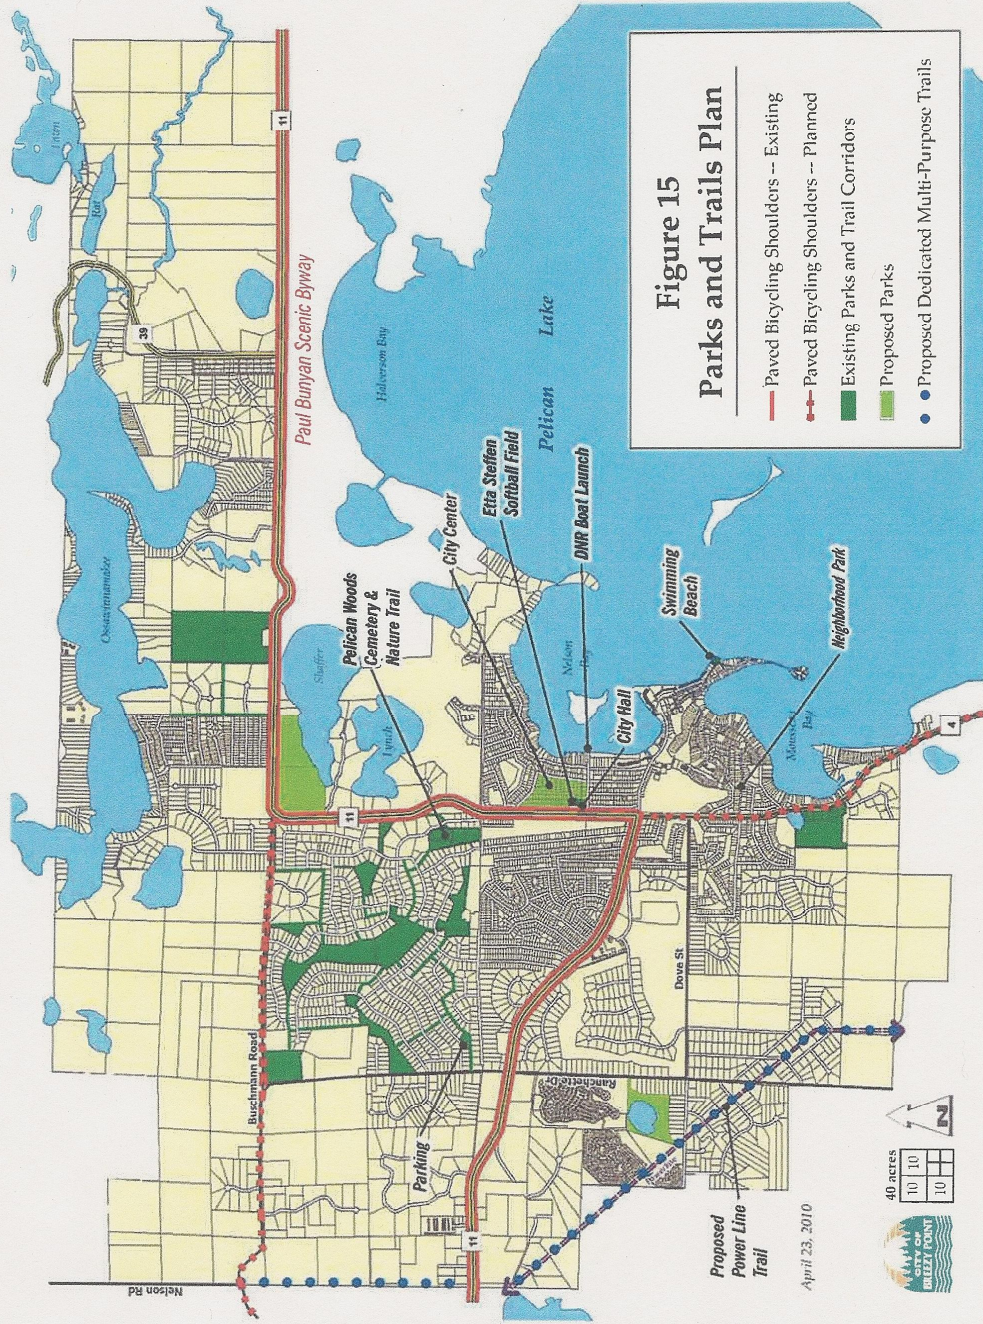 Figure 15
Parks and Trails Plan
Paved Bicycling Shoulders -- Existing
Paved Bicycling Shoulders -- Planned
Existing Parks and Trail Corridors
Proposed Parks
Proposed Dedicated Multi-Purpose Trails
Rat
39
11
Paul Bunyan Scenic Byway
Halverson Bay
Pelican Lake
Ossawinnamakee
Shaffer
Lynch
Pelican Woods
Cemetery &
Nature Trail
City Center
Etta Steffen
Softball Field
DNR Boat Launch
Nelson
Bay
City Hall
Swimming
Beach
Neighborhood Park
Bay
4
11
Buschmann Road
Dove St
Ranchette Dr
Parking
11
Nelson Rd
Proposed
Power Line
Trail
April 23, 2010
40 acres
10 10
10
N
CITY OF
BREEZY POINT